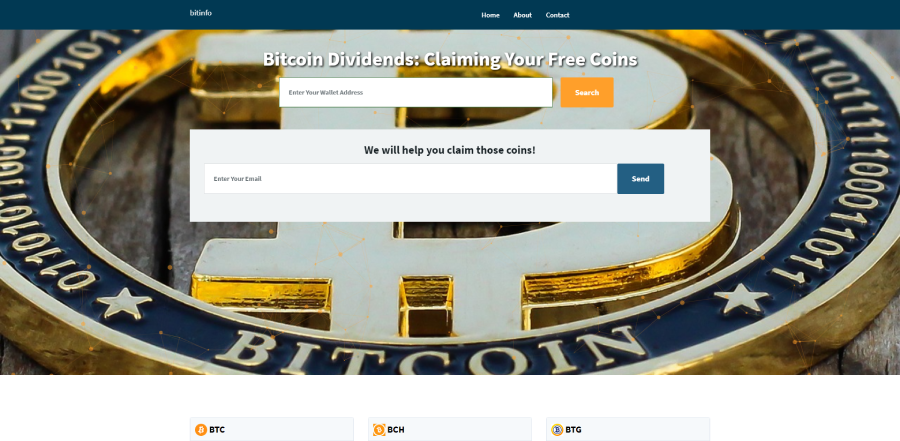 bitinfo
Home About Contact
Bitcoin Dividends: Claiming Your Free Coins
Enter Your Wallet Address
Search
We will help you claim those coins!
Enter Your Email
Send
BITCOIN
BTC
BCH
BTG